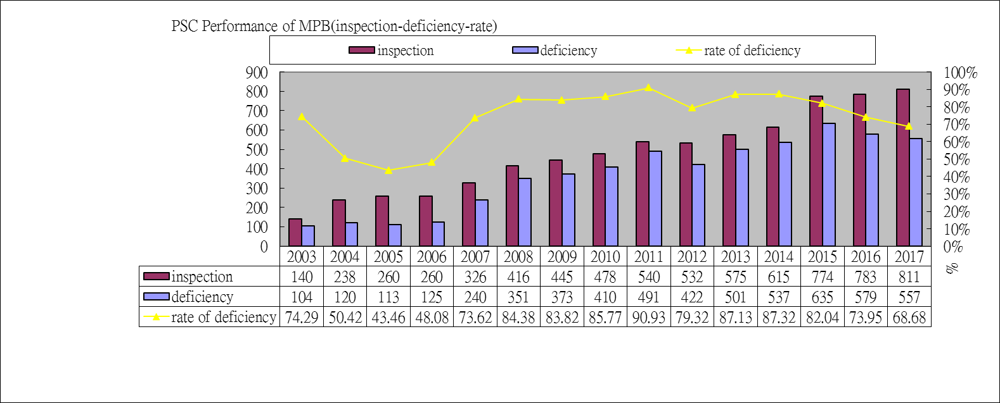 PSC Performance of MPB(inspection-deficiency-rate)
inspection deficiency rate of deficiency
900 100%
800 90%
700 80%
600 70%
500 60%
400 50%
300 40%
200 30%
100 20%
0 10%
0%
%
2003 2004 2005 2006 2007 2008 2009 2010 2011 2012 2013 2014 2015 2016 2017
inspection 140 238 260 260 326 416 445 478 540 532 575 615 774 783 811
deficiency 104 120 113 125 240 351 373 410 491 422 501 537 635 579 557
rate of deficiency 74.29 50.42 43.46 48.08 73.62 84.38 83.82 85.77 90.93 79.32 87.13 87.32 82.04 73.95 68.68